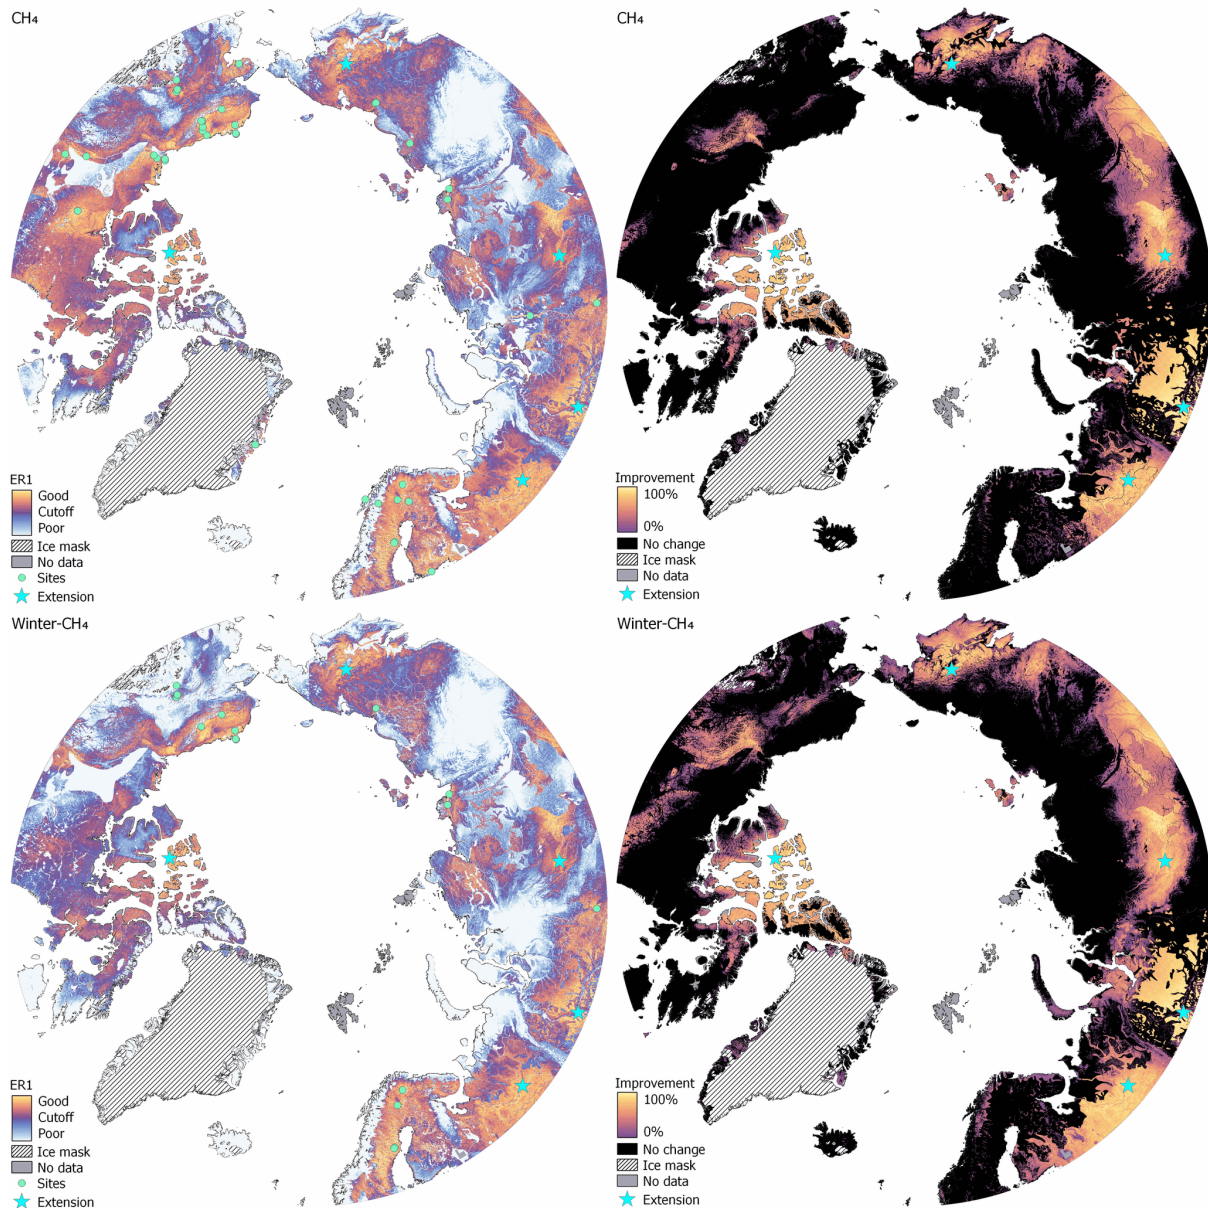 CH₄
ER1
Good
Cutoff
Poor
Ice mask
No data
Sites
Extension
Improvement
100%
0%
No change
Ice mask
No data
Extension
Winter-CH₄
ER1
Good
Cutoff
Poor
Ice mask
No data
Sites
Extension
Winter-CH₄
Improvement
100%
0%
No change
Ice mask
No data
Extension